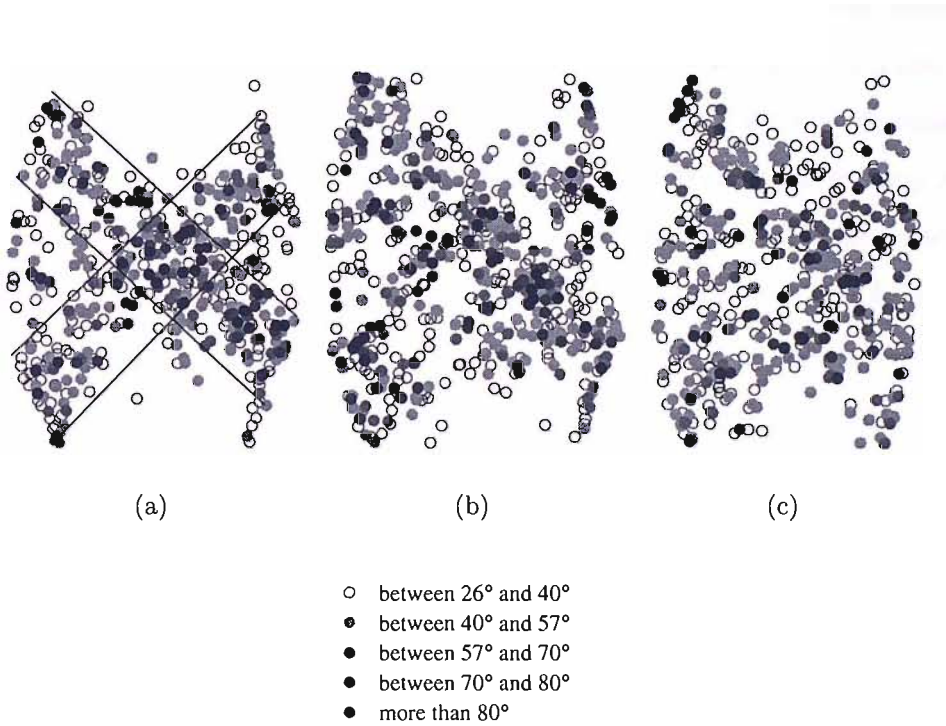 (a) (b) (c)
between 26° and 40°
between 40° and 57°
between 57° and 70°
between 70° and 80°
more than 80°